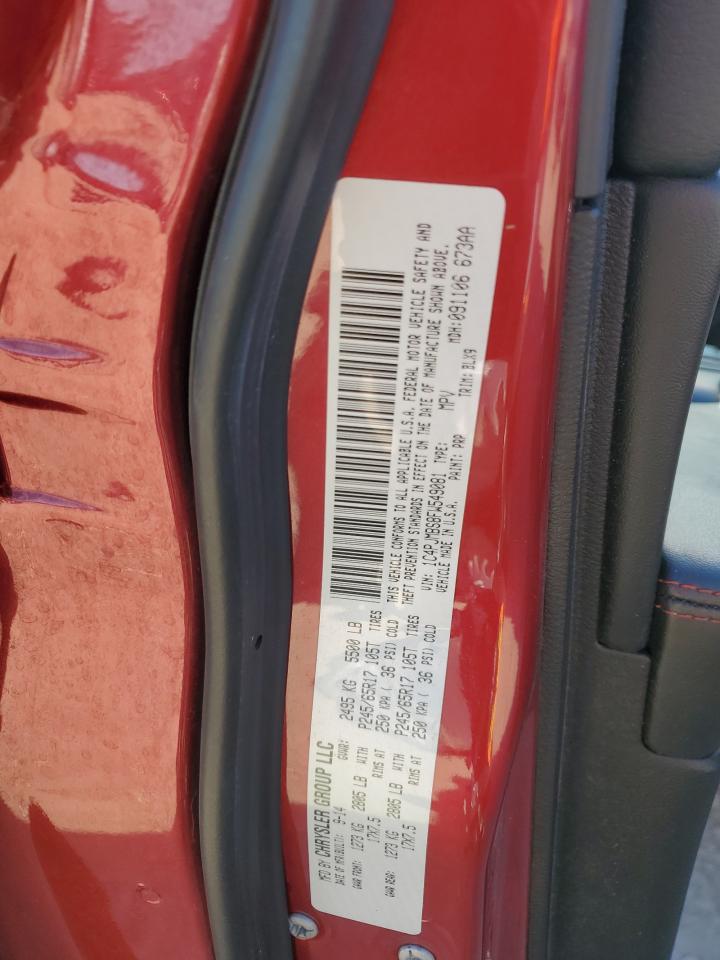 MFD BY CHRYSLER GROUP LLC
DATE OF MFR(BUILT): 9-14 GVWR: 2495 KG 5500 LB
GAWR FRONT: 1273 KG 2805 LB WITH P245/65R17 105T TIRES
17X7.5 RIMS AT 250 KPA ( 36 PSI) COLD
GAWR REAR: 1273 KG 2805 LB WITH P245/65R17 105T TIRES
17X7.5 RIMS AT 250 KPA ( 36 PSI) COLD
THIS VEHICLE CONFORMS TO ALL APPLICABLE U.S.A. FEDERAL MOTOR VEHICLE SAFETY AND
THEFT PREVENTION STANDARDS IN EFFECT ON THE DATE OF MANUFACTURE SHOWN ABOVE.
VIN: 1C4PJMBS8FW549081 TYPE: MPV MDH:091106 673AA
VEHICLE MADE IN U.S.A. PAINT: PRP TRIM: BLX9